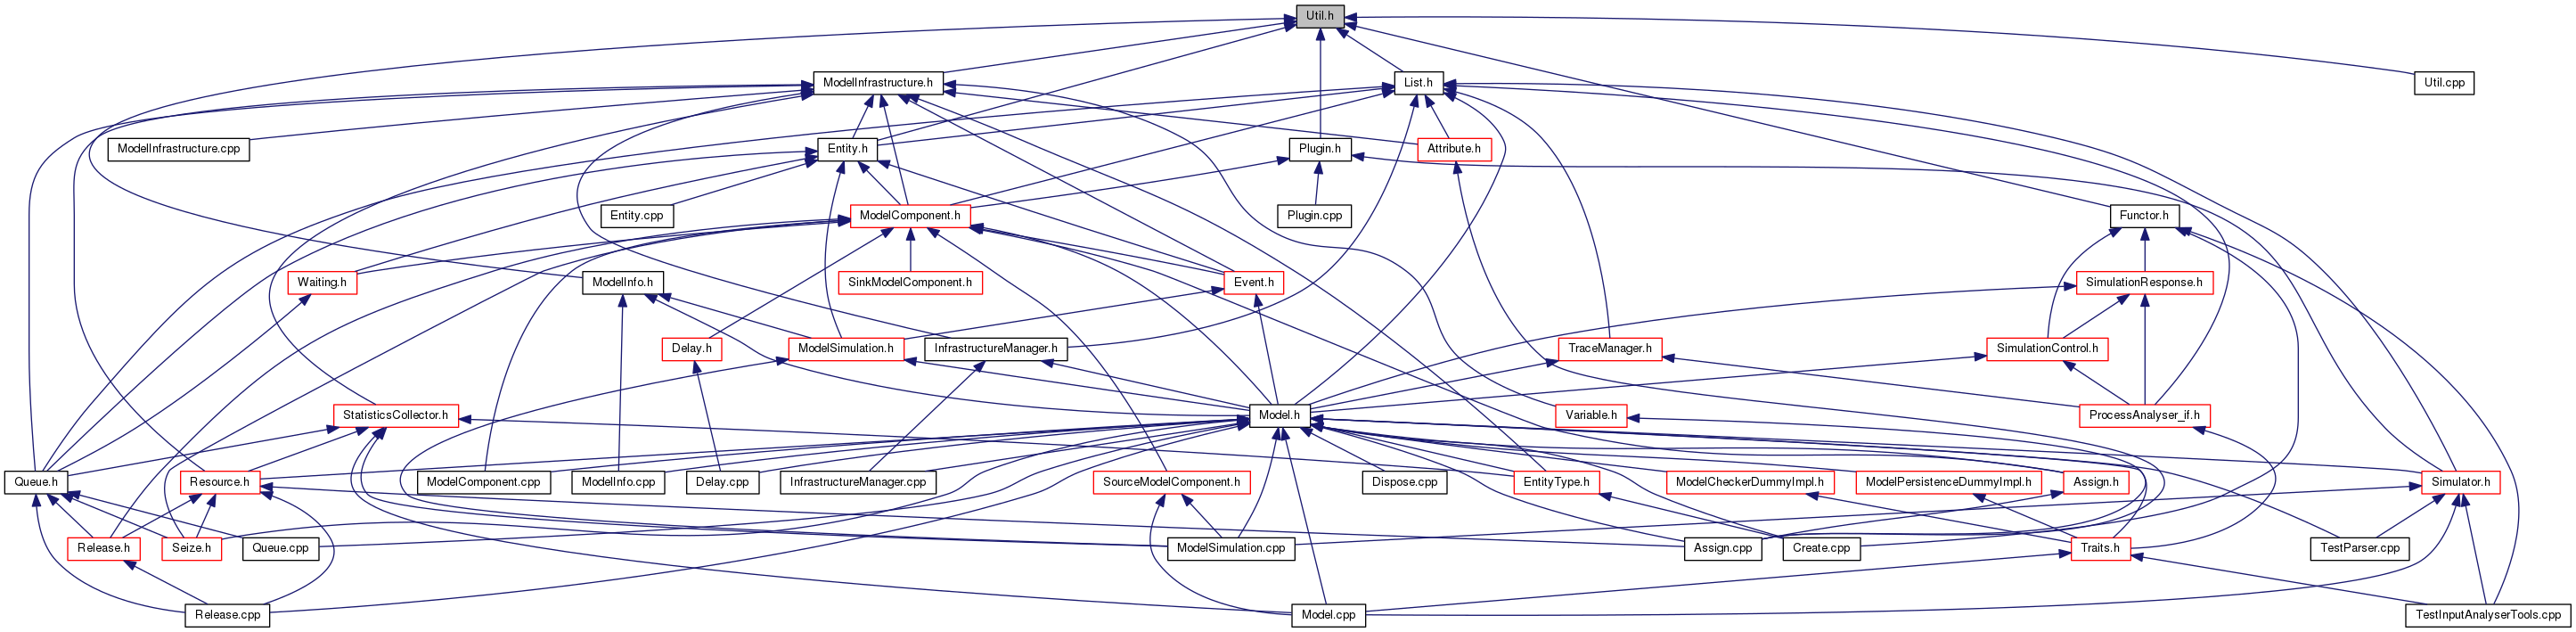 Util.h
ModelInfrastructure.h
List.h
Util.cpp
ModelInfrastructure.cpp
Entity.h
Plugin.h
Attribute.h
Entity.cpp
ModelComponent.h
Plugin.cpp
Functor.h
Waiting.h
ModelInfo.h
SinkModelComponent.h
Event.h
SimulationResponse.h
Delay.h
ModelSimulation.h
InfrastructureManager.h
TraceManager.h
SimulationControl.h
StatisticsCollector.h
Model.h
Variable.h
ProcessAnalyser_if.h
Queue.h
Resource.h
ModelComponent.cpp
ModelInfo.cpp
Delay.cpp
InfrastructureManager.cpp
SourceModelComponent.h
Dispose.cpp
EntityType.h
ModelCheckerDummyImpl.h
ModelPersistenceDummyImpl.h
Assign.h
Simulator.h
Release.h
Seize.h
Queue.cpp
ModelSimulation.cpp
Assign.cpp
Create.cpp
Traits.h
TestParser.cpp
Release.cpp
Model.cpp
TestInputAnalyserTools.cpp